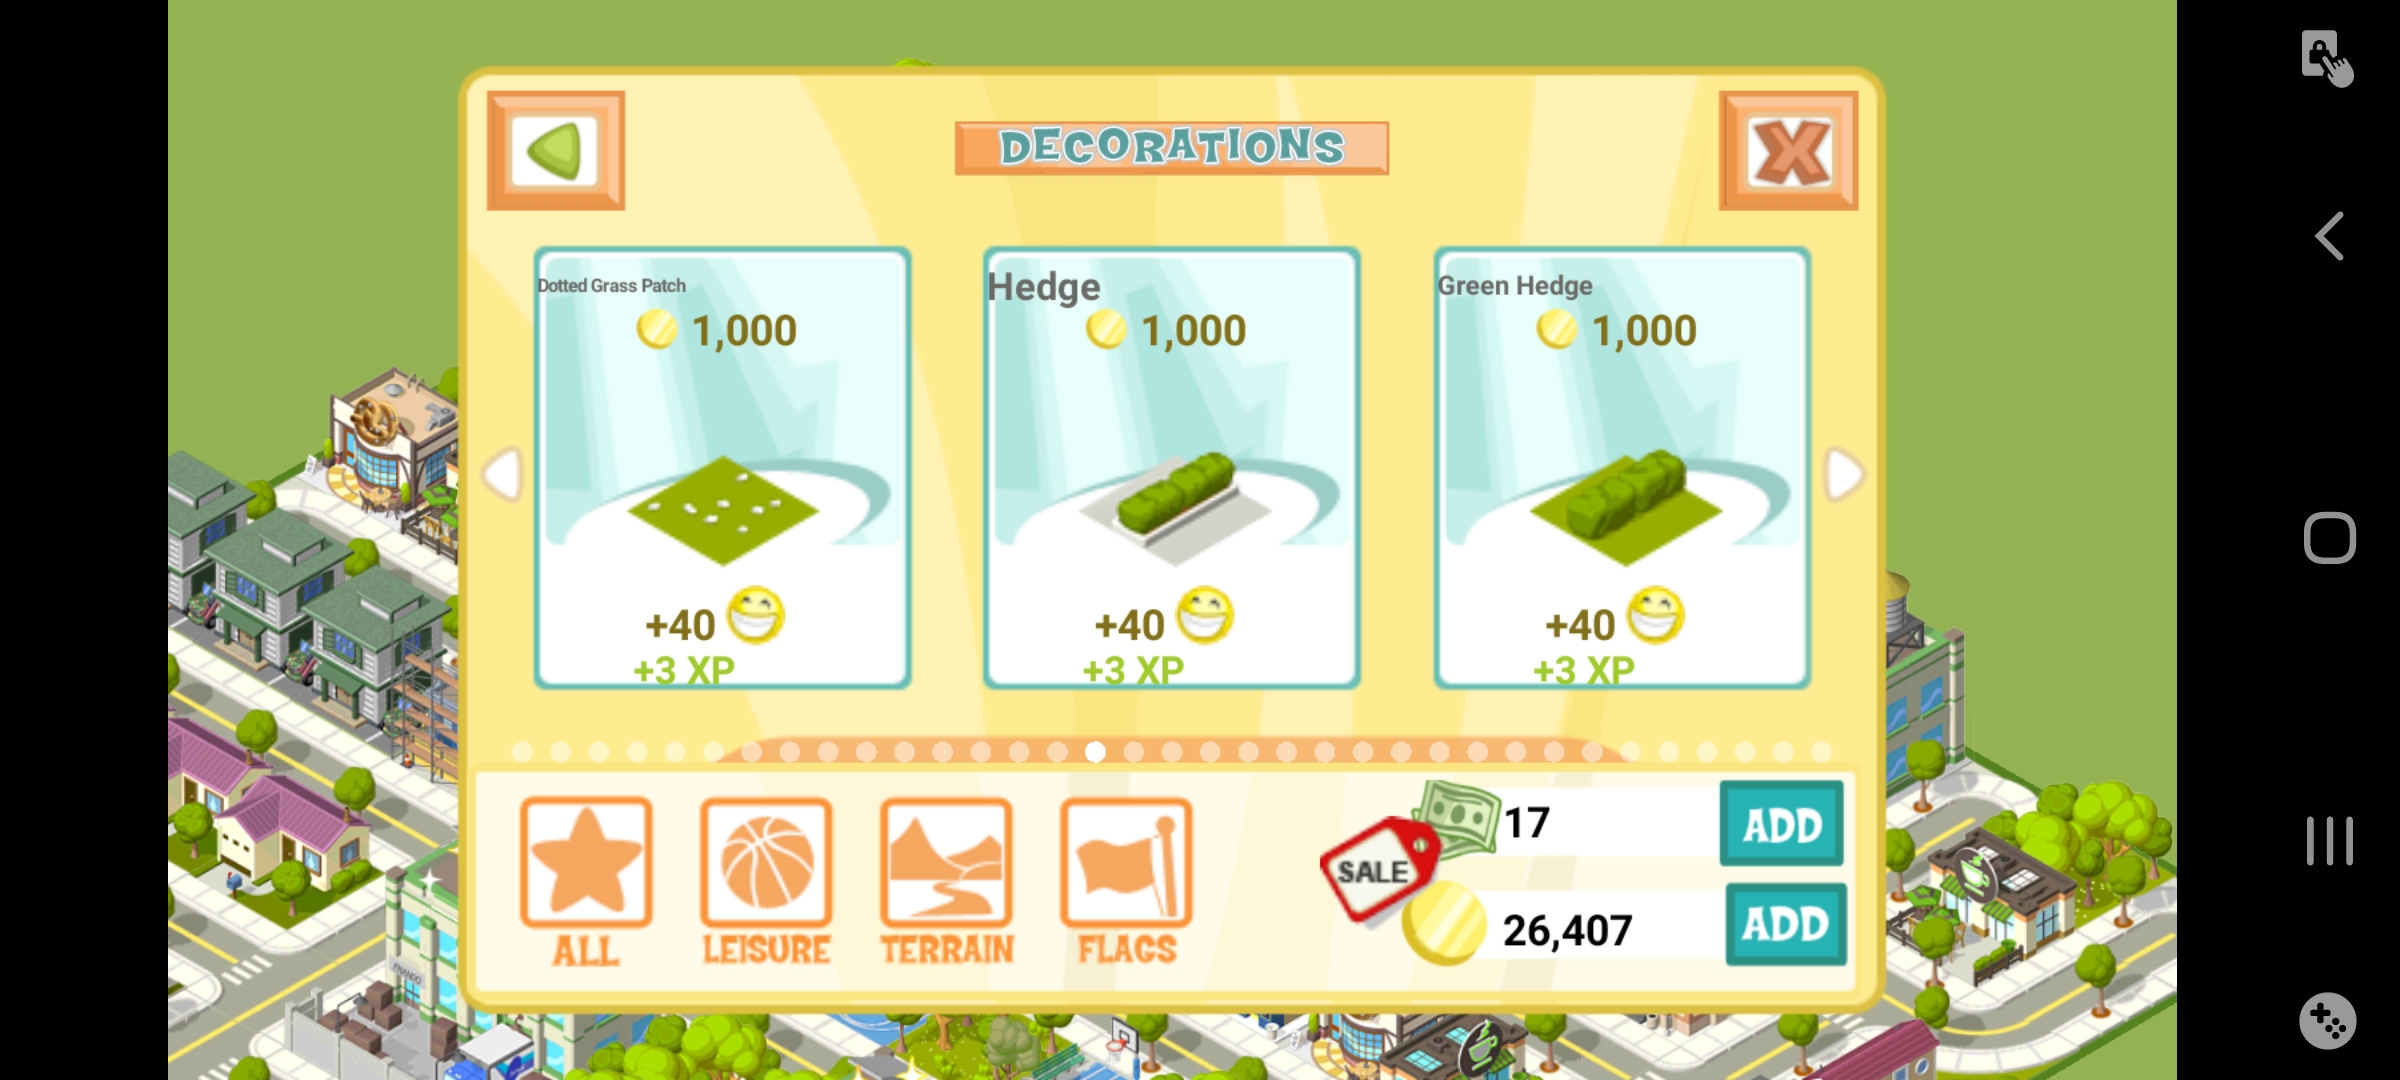 DECORATIONS
Dotted Grass Patch
1,000
+40
+3 XP
Hedge
1,000
+40
+3 XP
Green Hedge
1,000
+40
+3 XP
ALL
LEISURE
TERRAIN
FLAGS
SALE
17
ADD
26,407
ADD